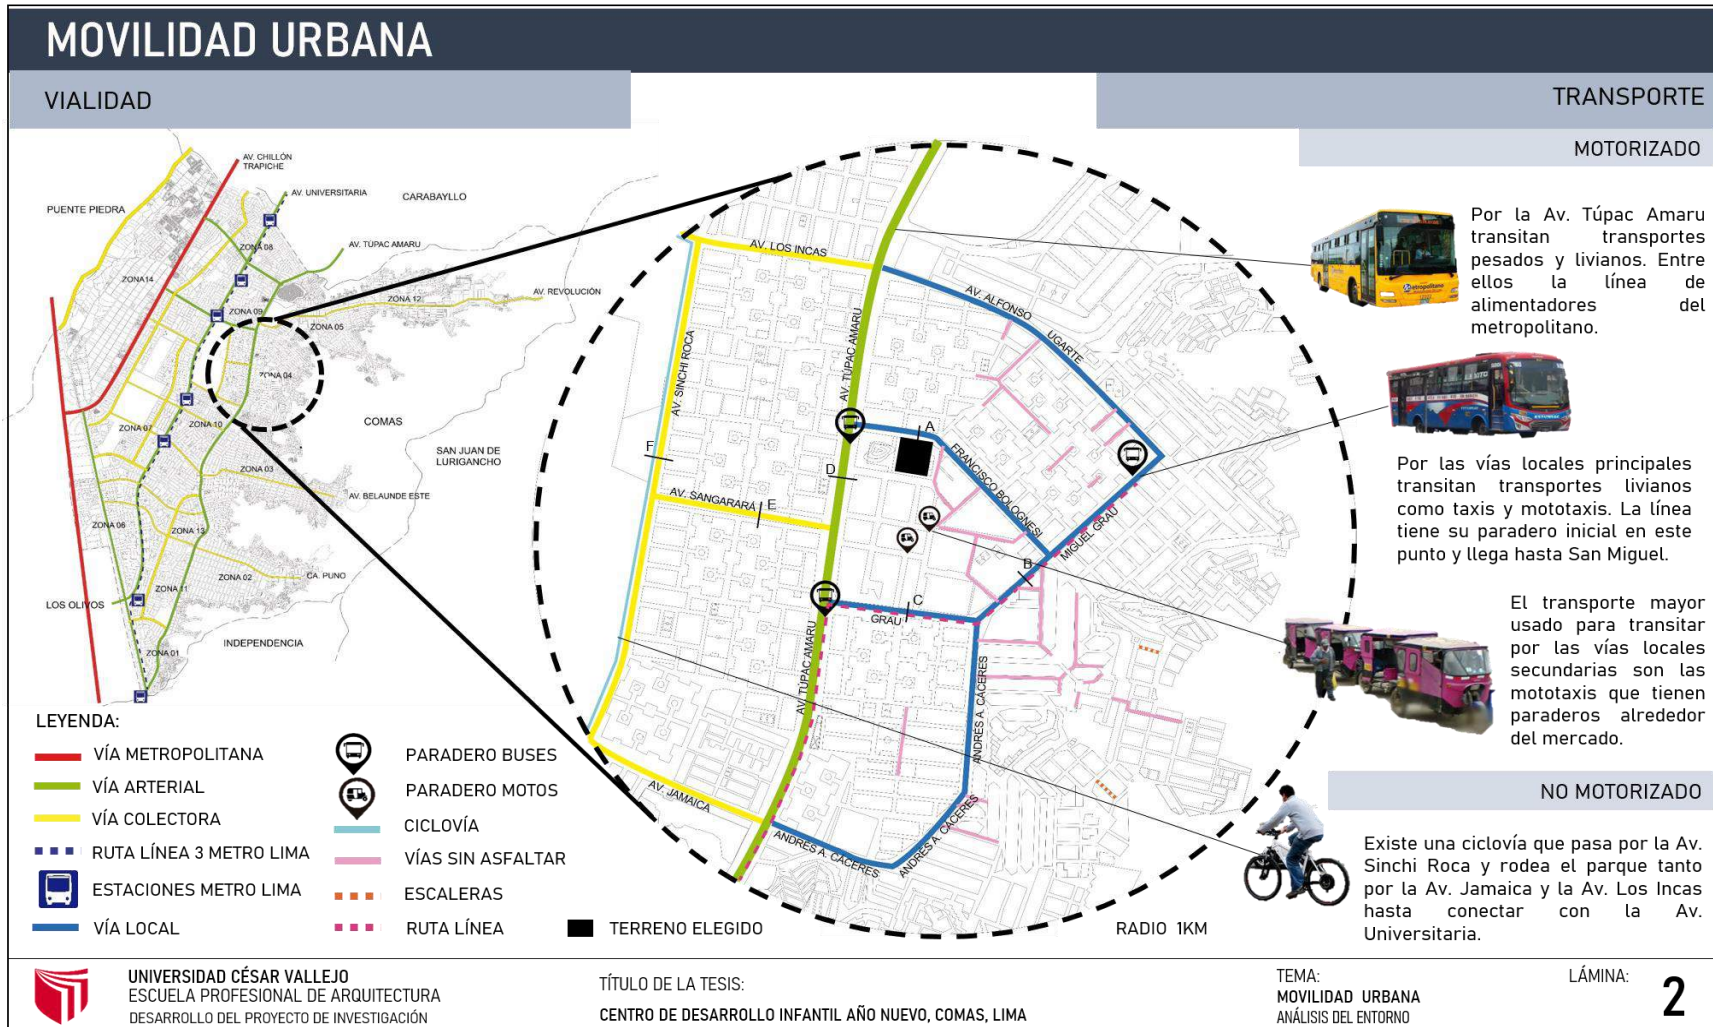 MOVILIDAD URBANA
VIALIDAD
TRANSPORTE
MOTORIZADO
AV. CHILLÓN
TRAPICHE
AV. UNIVERSITARIA
CARABAYLLO
PUENTE PIEDRA
ZONA 08
AV. TÚPAC AMARU
ZONA14
AV. REVOLUCIÓN
ZONA 12
ZONA 09
ZONA 05
ZONA 04
COMAS
ZONA 07
ZONA 10
SAN JUAN DE
LURIGANCHO
ZONA 03
AV. BELAUNDE ESTE
ZONA 06
ZONA 13
ZONA 02
CA. PUNO
ZONA 11
LOS OLIVOS
INDEPENDENCIA
ZONA 01
AV. LOS INCAS
AV. ALFONSO
UGARTE
AV. TÚPAC AMARU
AV. SINCHI ROCA
A
F
D
FRANCISCO BOLOGNESI
AV. SANGARARÁ
E
MIGUEL GRAU
B
C
GRAU
AV. TÚPAC AMARU
ANDRES A. CÁCERES
AV. JAMAICA
ANDRES A. CÁCERES
ANDRES A. CÁCERES
RADIO 1KM
Por la Av. Túpac Amaru
transitan transportes
pesados y livianos. Entre
ellos la línea de
alimentadores del
metropolitano.
Metropolitano
Por las vías locales principales
transitan transportes livianos
como taxis y mototaxis. La línea
tiene su paradero inicial en este
punto y llega hasta San Miguel.
El transporte mayor
usado para transitar
por las vías locales
secundarias son las
mototaxis que tienen
paraderos alrededor
del mercado.
NO MOTORIZADO
Existe una ciclovía que pasa por la Av.
Sinchi Roca y rodea el parque tanto
por la Av. Jamaica y la Av. Los Incas
hasta conectar con la Av.
Universitaria.
LEYENDA:
VÍA METROPOLITANA
VÍA ARTERIAL
VÍA COLECTORA
RUTA LÍNEA 3 METRO LIMA
ESTACIONES METRO LIMA
VÍA LOCAL
PARADERO BUSES
PARADERO MOTOS
CICLOVÍA
VÍAS SIN ASFALTAR
ESCALERAS
RUTA LÍNEA
TERRENO ELEGIDO
UNIVERSIDAD CÉSAR VALLEJO
ESCUELA PROFESIONAL DE ARQUITECTURA
DESARROLLO DEL PROYECTO DE INVESTIGACIÓN
TÍTULO DE LA TESIS:
CENTRO DE DESARROLLO INFANTIL AÑO NUEVO, COMAS, LIMA
TEMA:
MOVILIDAD URBANA
ANÁLISIS DEL ENTORNO
LÁMINA:
2